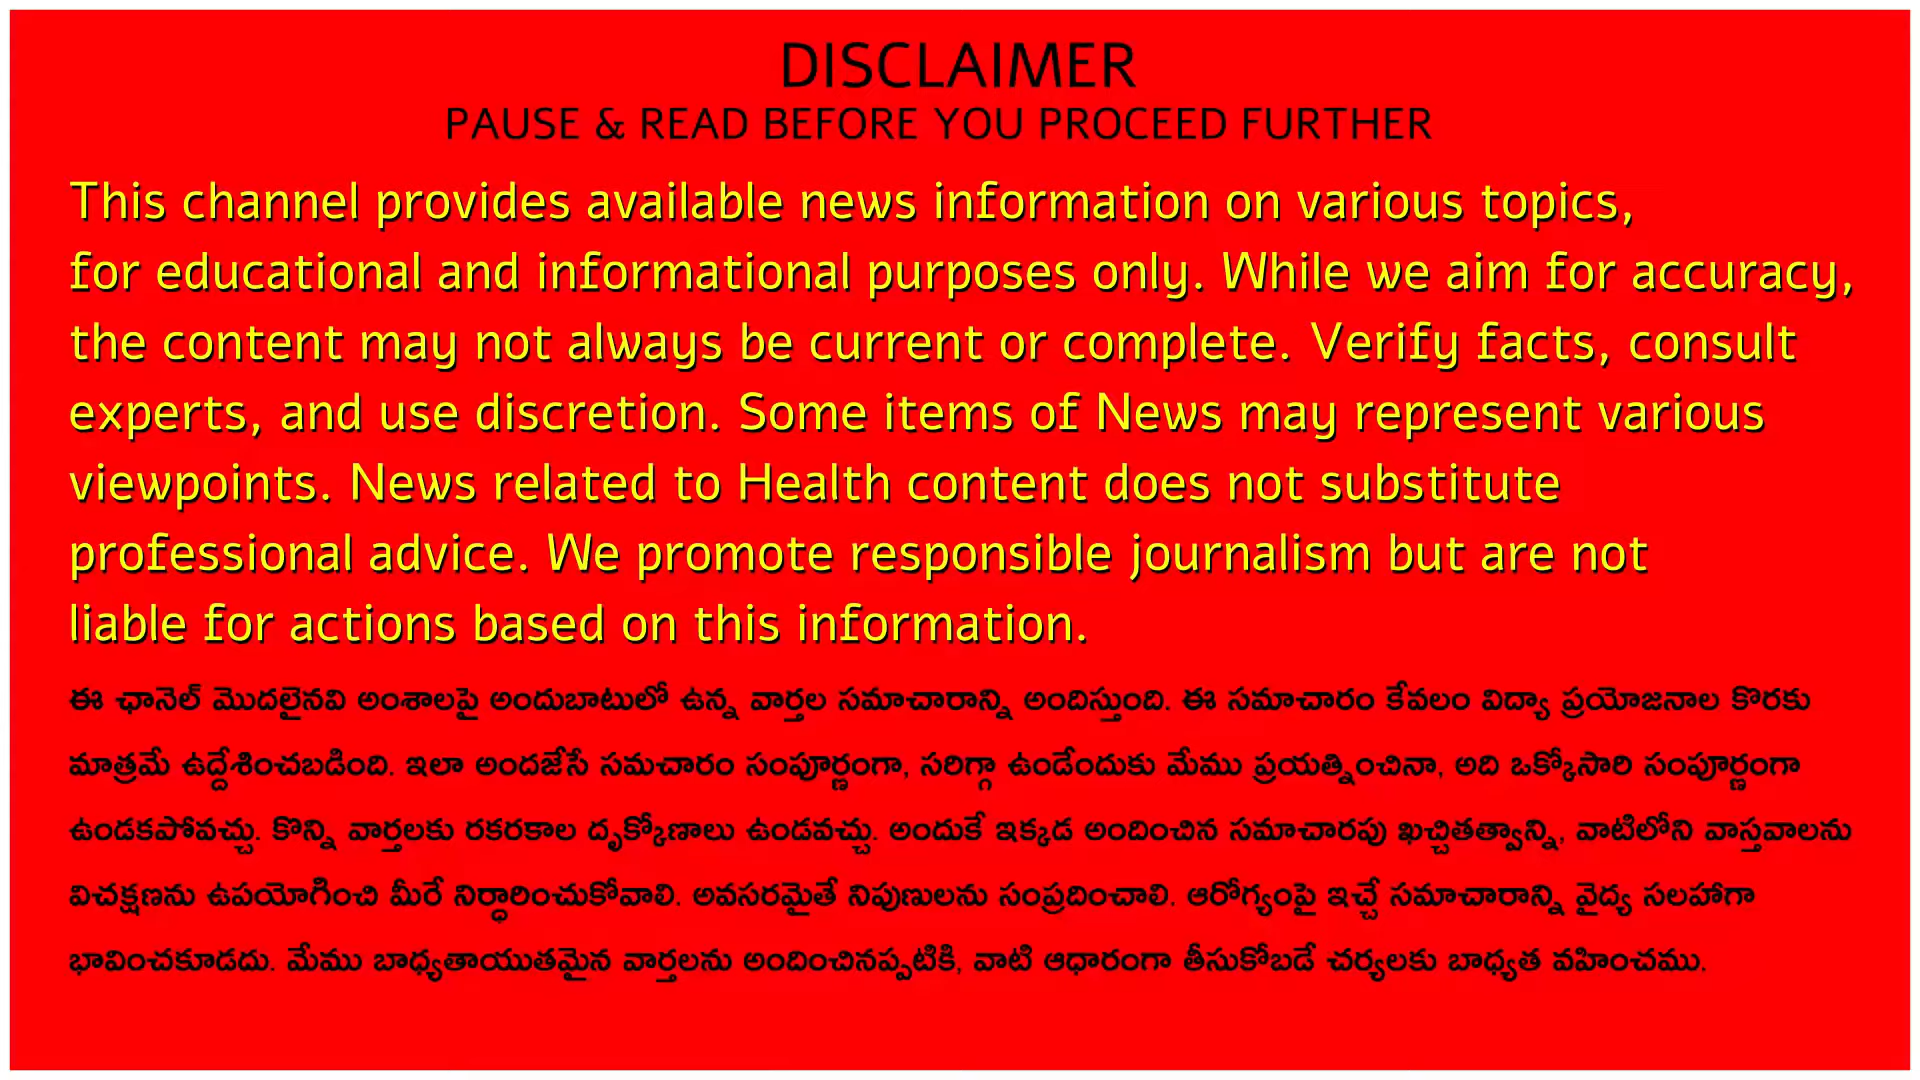 DISCLAIMER
PAUSE & READ BEFORE YOU PROCEED FURTHER
This channel provides available news information on various topics,
for educational and informational purposes only. While we aim for accuracy,
the content may not always be current or complete. Verify facts, consult
experts, and use discretion. Some items of News may represent various
viewpoints. News related to Health content does not substitute
professional advice. We promote responsible journalism but are not
liable for actions based on this information.
ఈ ఛానెల్ మొదలైనవి అంశాలపై అందుబాటులో ఉన్న వార్తల సమాచారాన్ని అందిస్తుంది. ఈ సమాచారం కేవలం విద్యా ప్రయోజనాల కొరకు
మాత్రమే ఉద్దేశించబడింది. ఇలా అందజేసే సమచారం సంపూర్ణంగా, సరిగ్గా ఉండేందుకు మేము ప్రయత్నించినా, అది ఒక్కోసారి సంపూర్ణంగా
ఉండకపోవచ్చు. కొన్ని వార్తలకు రకరకాల దృక్కోణాలు ఉండవచ్చు. అందుకే ఇక్కడ అందించిన సమాచారపు ఖచ్చితత్వాన్ని, వాటిలోని వాస్తవాలను
విచక్షణను ఉపయోగించి మీరే నిర్ధారించుకోవాలి. అవసరమైతే నిపుణులను సంప్రదించాలి. ఆరోగ్యంపై ఇచ్చే సమాచారాన్ని వైద్య సలహాగా
భావించకూడదు. మేము బాధ్యతాయుతమైన వార్తలను అందించినప్పటికి, వాటి ఆధారంగా తీసుకోబడే చర్యలకు బాధ్యత వహించము.